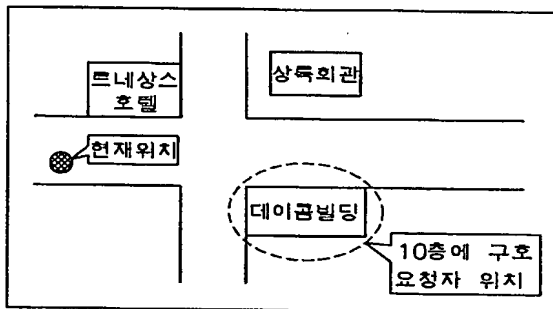 르네상스
호텔
상록회관
현재위치
데이콤빌딩
10층에 구호
요청자 위치